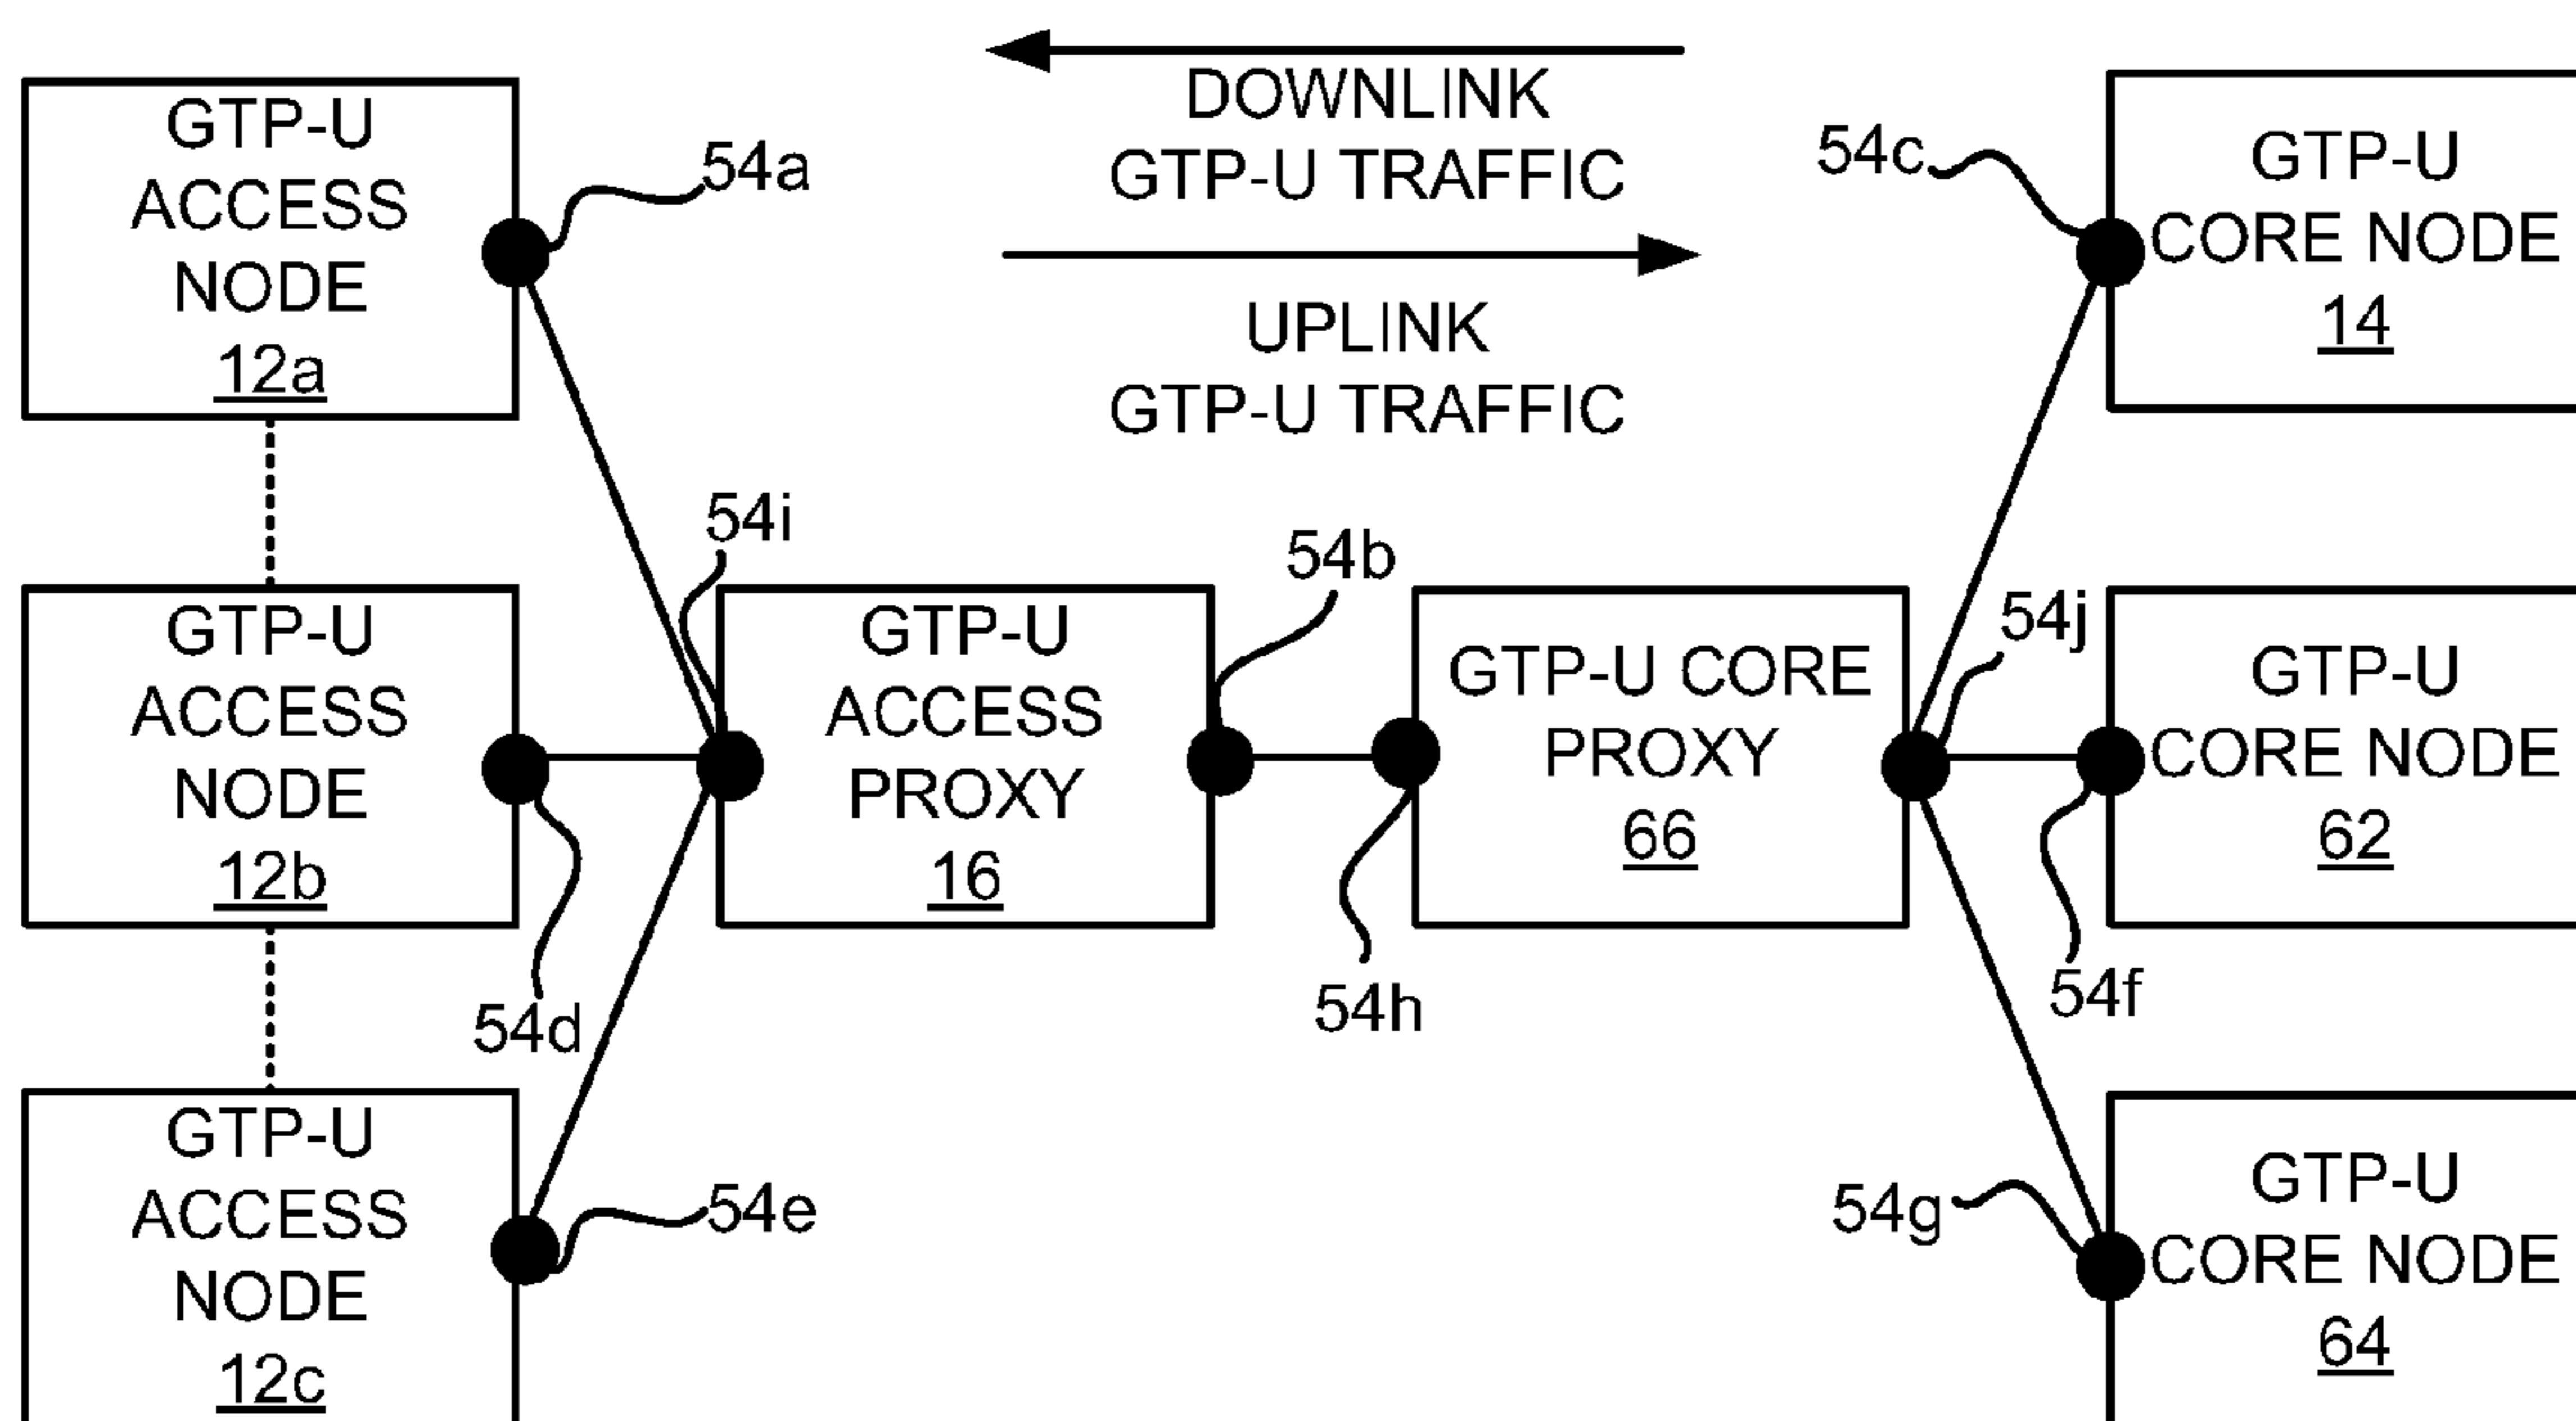 GTP-U
ACCESS
NODE
12a
54a
DOWNLINK
GTP-U TRAFFIC
UPLINK
GTP-U TRAFFIC
54c
GTP-U
CORE NODE
14
54i
54b
54j
GTP-U
ACCESS
NODE
12b
54d
GTP-U
ACCESS
PROXY
16
GTP-U CORE
PROXY
66
54h
GTP-U
CORE NODE
62
54f
GTP-U
ACCESS
NODE
12c
54e
54g
GTP-U
CORE NODE
64